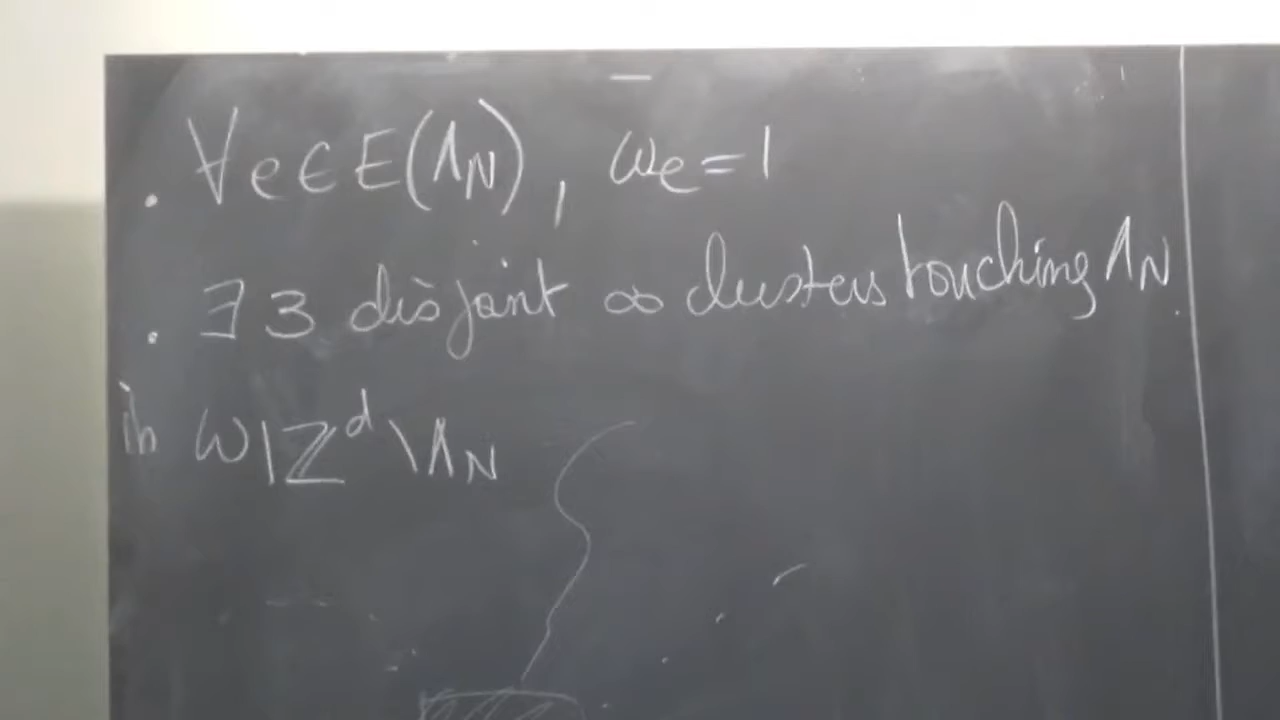 . ∀e∈E(Λ_N), ω_e=1
. ∃ 3 disjoint ∞ clusters touching Λ_N
in ω|ℤ^d\Λ_N